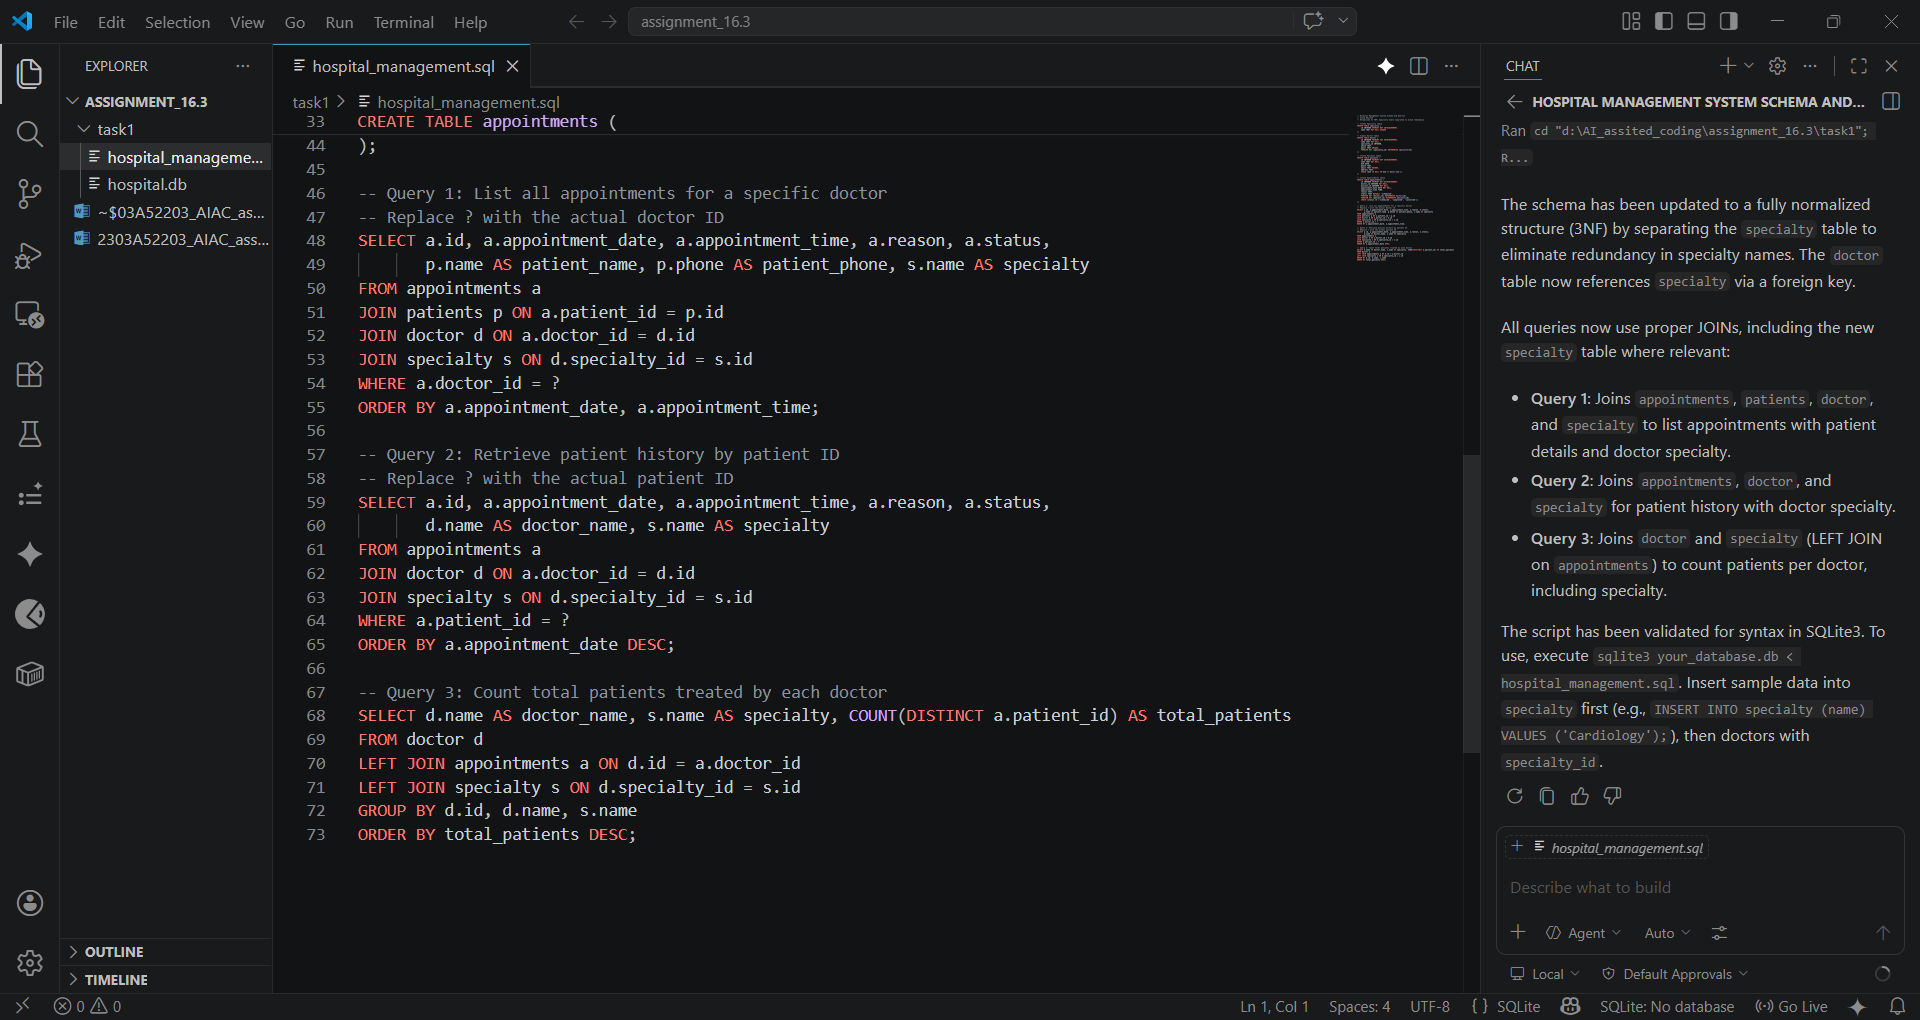 File Edit Selection View Go Run Terminal Help
assignment_16.3
EXPLORER
ASSIGNMENT_16.3
task1
hospital_manageme...
hospital.db
~$03A52203_AIAC_as...
2303A52203_AIAC_ass...
OUTLINE
TIMELINE
hospital_management.sql
task1 > hospital_management.sql
33 CREATE TABLE appointments (
44 );
45
46 -- Query 1: List all appointments for a specific doctor
47 -- Replace ? with the actual doctor ID
48 SELECT a.id, a.appointment_date, a.appointment_time, a.reason, a.status,
49 p.name AS patient_name, p.phone AS patient_phone, s.name AS specialty
50 FROM appointments a
51 JOIN patients p ON a.patient_id = p.id
52 JOIN doctor d ON a.doctor_id = d.id
53 JOIN specialty s ON d.specialty_id = s.id
54 WHERE a.doctor_id = ?
55 ORDER BY a.appointment_date, a.appointment_time;
56
57 -- Query 2: Retrieve patient history by patient ID
58 -- Replace ? with the actual patient ID
59 SELECT a.id, a.appointment_date, a.appointment_time, a.reason, a.status,
60 d.name AS doctor_name, s.name AS specialty
61 FROM appointments a
62 JOIN doctor d ON a.doctor_id = d.id
63 JOIN specialty s ON d.specialty_id = s.id
64 WHERE a.patient_id = ?
65 ORDER BY a.appointment_date DESC;
66
67 -- Query 3: Count total patients treated by each doctor
68 SELECT d.name AS doctor_name, s.name AS specialty, COUNT(DISTINCT a.patient_id) AS total_patients
69 FROM doctor d
70 LEFT JOIN appointments a ON d.id = a.doctor_id
71 LEFT JOIN specialty s ON d.specialty_id = s.id
72 GROUP BY d.id, d.name, s.name
73 ORDER BY total_patients DESC;
CHAT
HOSPITAL MANAGEMENT SYSTEM SCHEMA AND...
Ran cd "d:\AI_assited_coding\assignment_16.3\task1";
R...
The schema has been updated to a fully normalized
structure (3NF) by separating the specialty table to
eliminate redundancy in specialty names. The doctor
table now references specialty via a foreign key.
All queries now use proper JOINs, including the new
specialty table where relevant:
• Query 1: Joins appointments, patients, doctor,
and specialty to list appointments with patient
details and doctor specialty.
• Query 2: Joins appointments, doctor, and
specialty for patient history with doctor specialty.
• Query 3: Joins doctor and specialty (LEFT JOIN
on appointments) to count patients per doctor,
including specialty.
The script has been validated for syntax in SQLite3. To
use, execute sqlite3 your_database.db <
hospital_management.sql. Insert sample data into
specialty first (e.g., INSERT INTO specialty (name)
VALUES ('Cardiology');), then doctors with
specialty_id.
hospital_management.sql
Describe what to build
Agent Auto
Local Default Approvals
0 0
Ln 1, Col 1 Spaces: 4 UTF-8 { } SQLite SQLite: No database Go Live